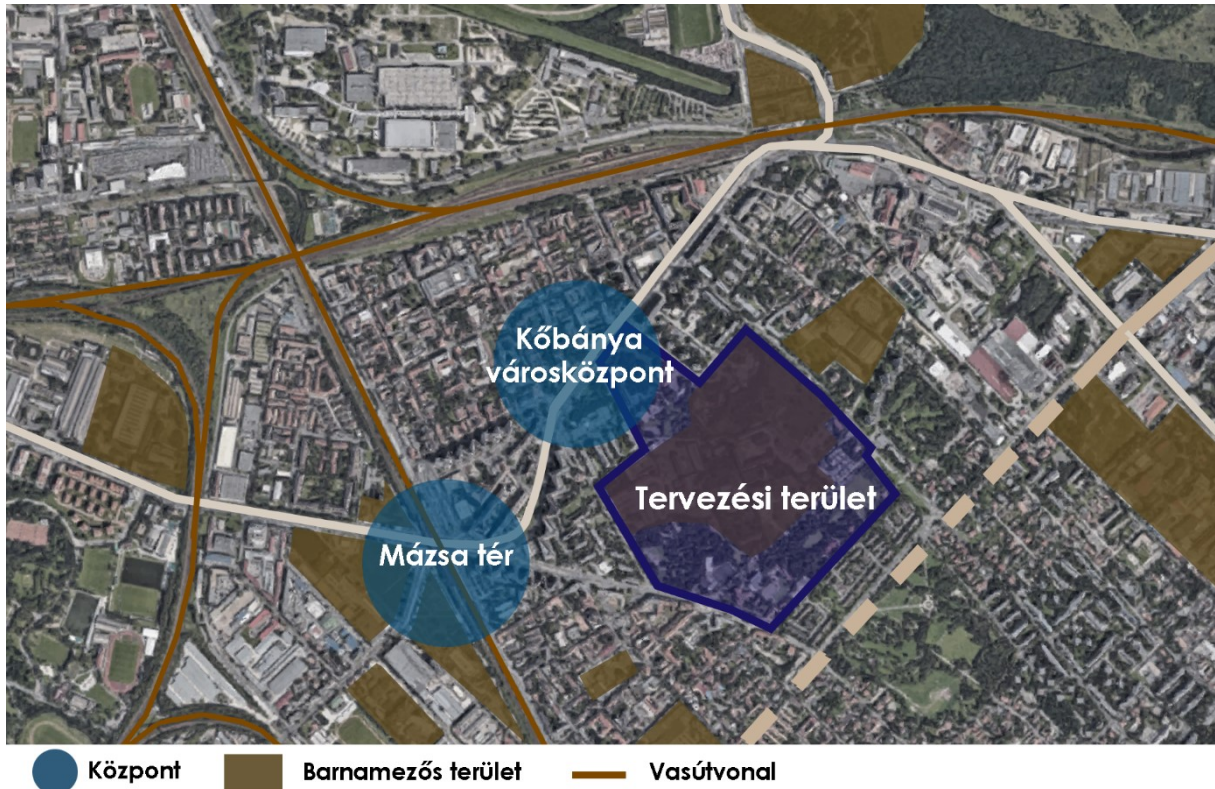 Kőbánya
városközpont
Tervezési terület
Mázsa tér
Központ
Barnamezős terület
Vasútvonal